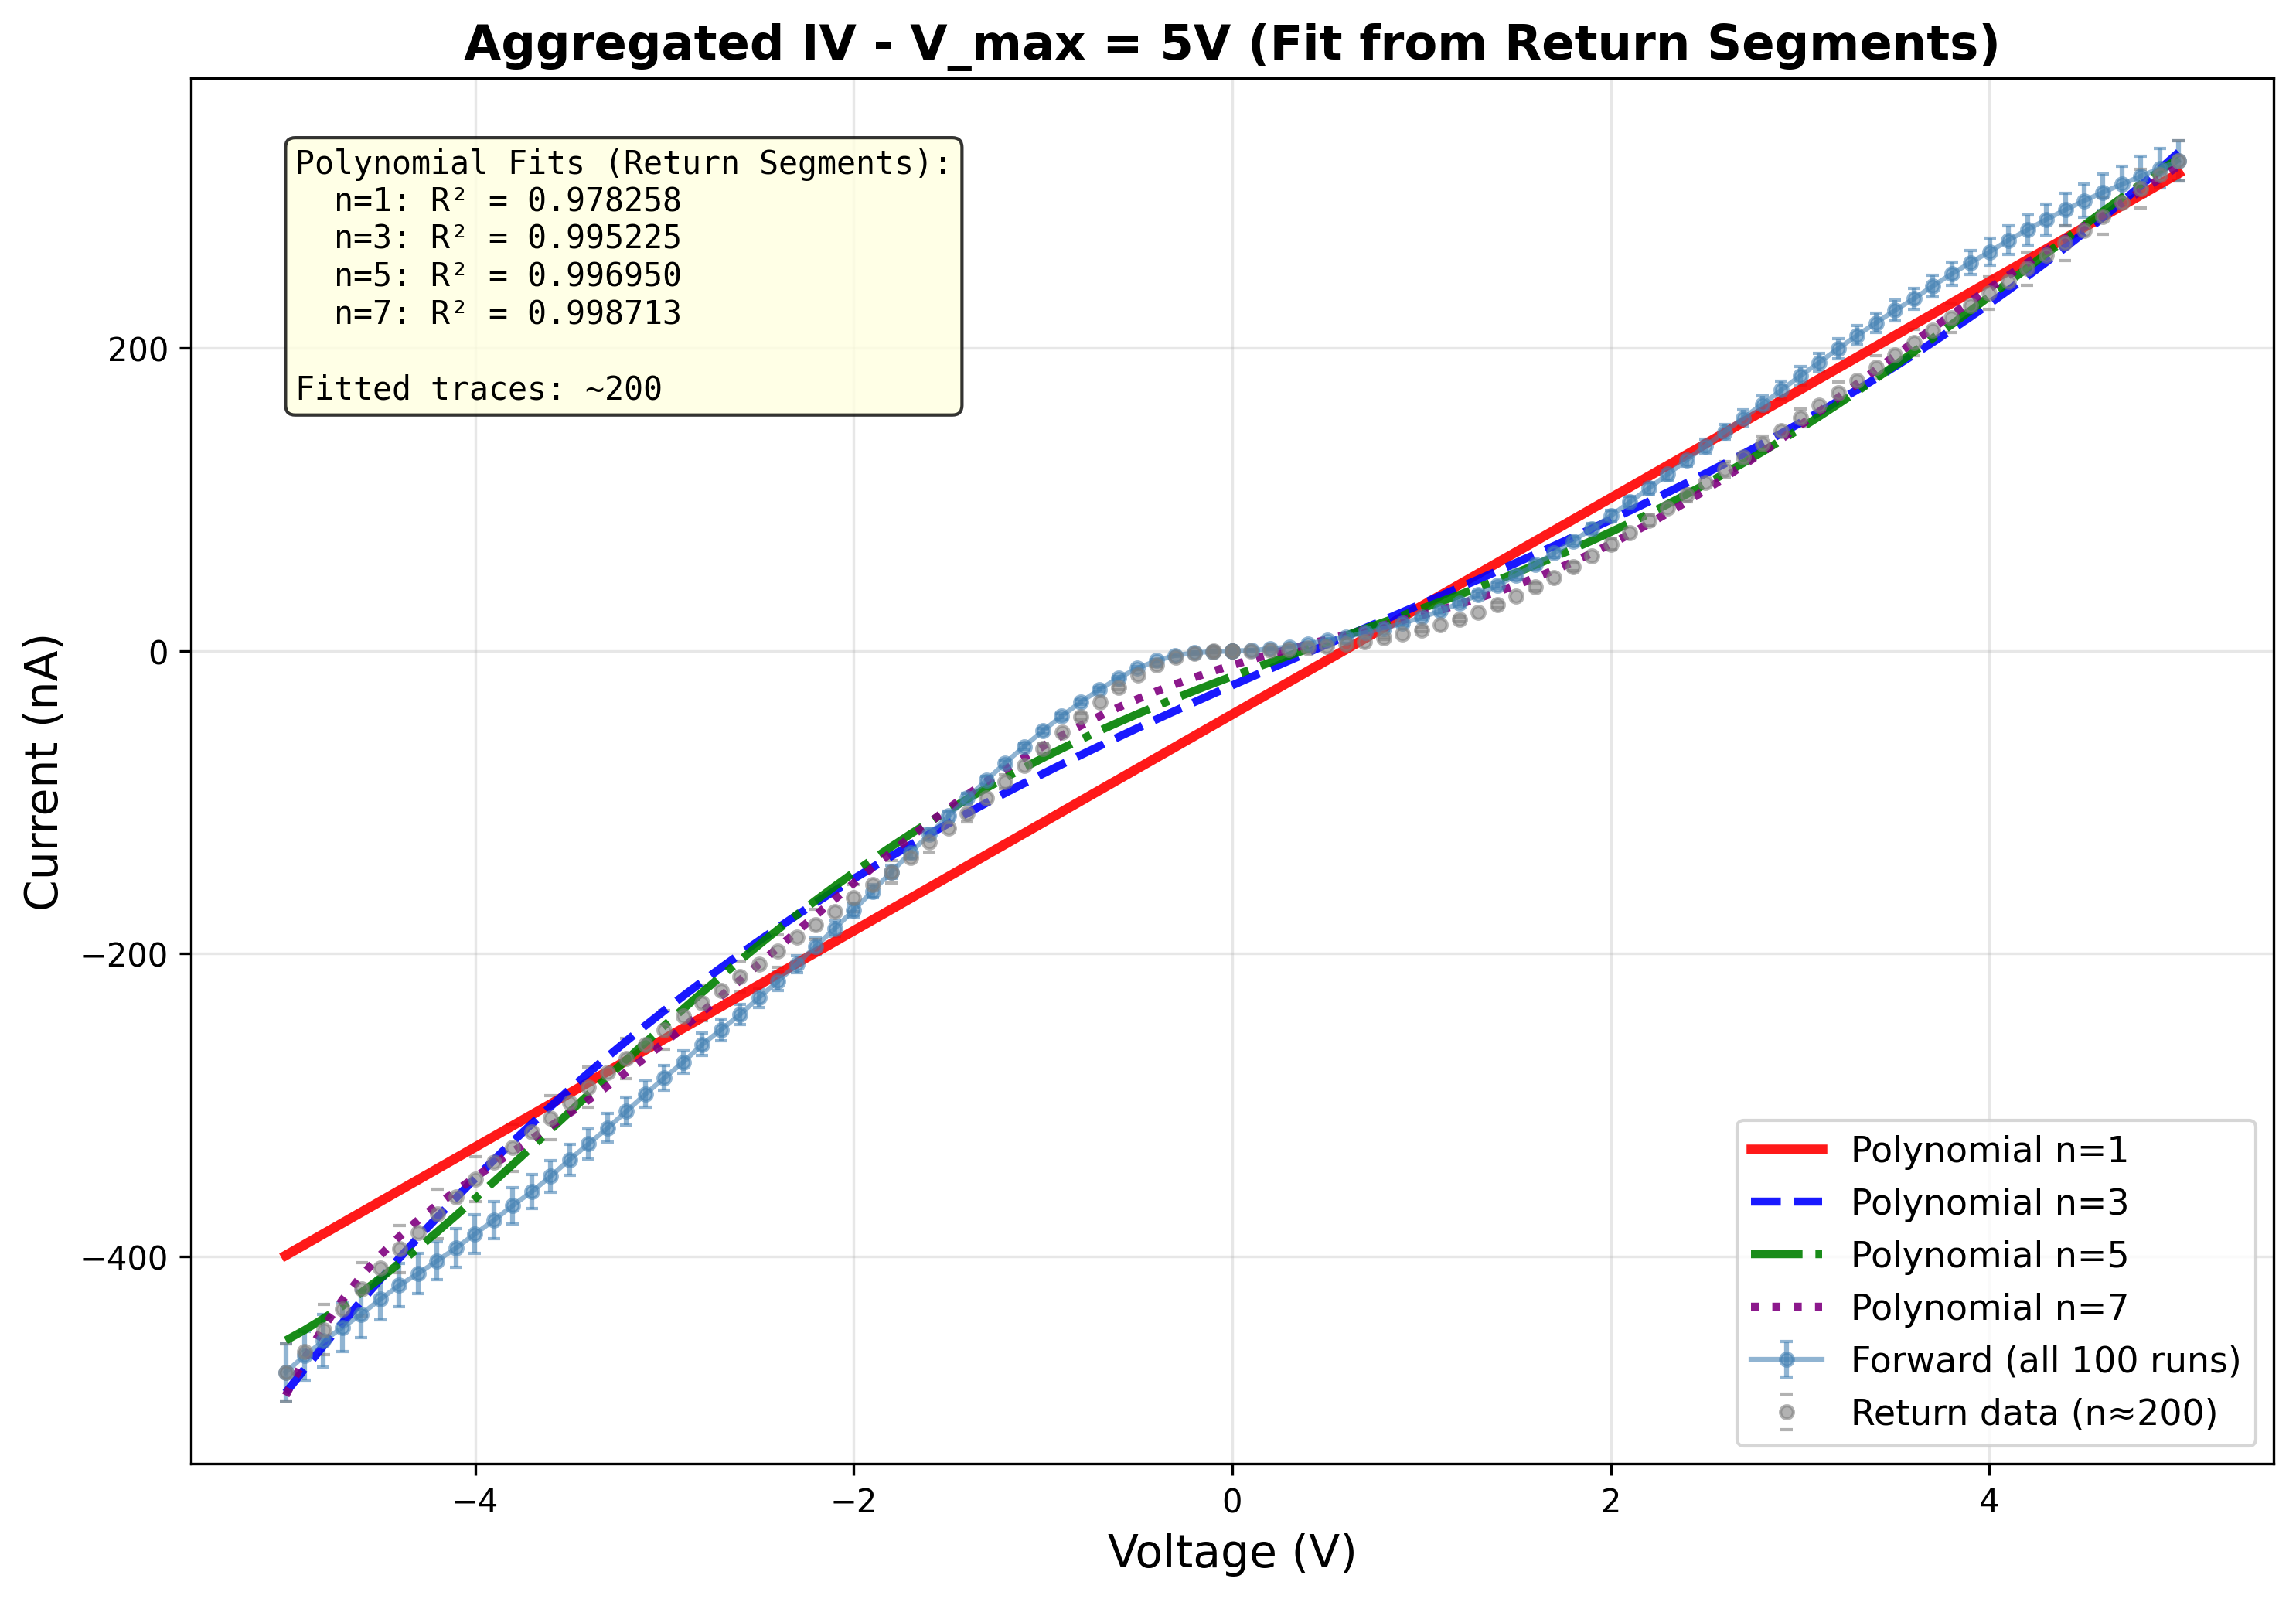 Aggregated IV - V_max = 5V (Fit from Return Segments)
Polynomial Fits (Return Segments):
n=1: R² = 0.978258
n=3: R² = 0.995225
n=5: R² = 0.996950
n=7: R² = 0.998713
Fitted traces: ~200
Current (nA)
200
0
−200
−400
−4
−2
0
2
4
Voltage (V)
Polynomial n=1
Polynomial n=3
Polynomial n=5
Polynomial n=7
Forward (all 100 runs)
Return data (n≈200)